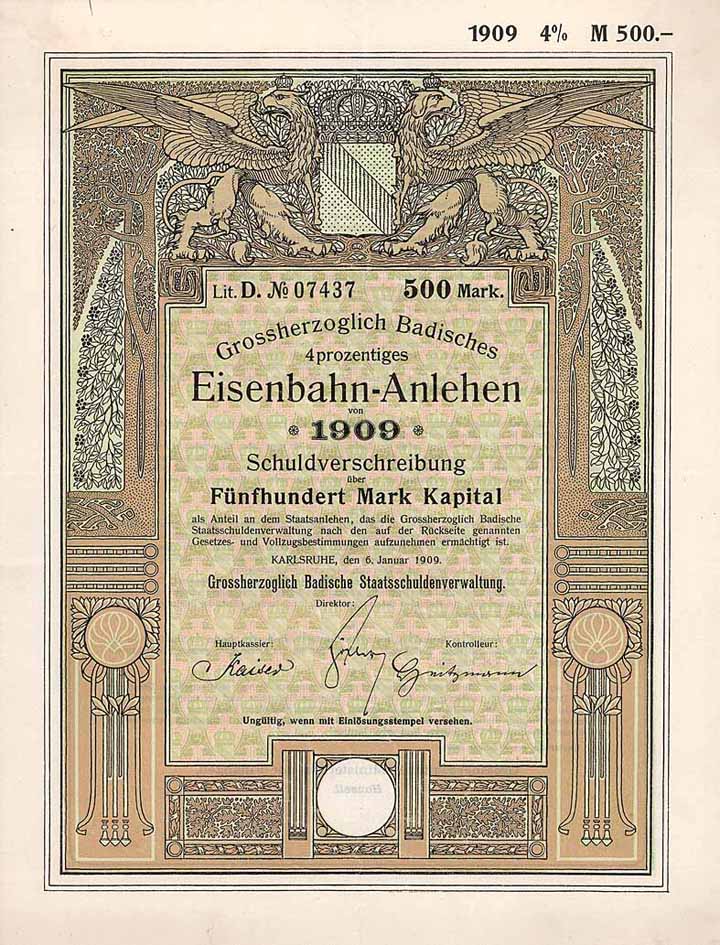 1909 4% M 500.–
Lit. D. № 07437 500 Mark.
Grossherzoglich Badisches
4prozentiges
Eisenbahn-Anlehen
von
1909
Schuldverschreibung
über
Fünfhundert Mark Kapital
als Anteil an dem Staatsanlehen, das die Grossherzoglich Badische
Staatsschuldenverwaltung nach den auf der Rückseite genannten
Gesetzes- und Vollzugsbestimmungen aufzunehmen ermächtigt ist.
KARLSRUHE, den 6. Januar 1909.
Grossherzoglich Badische Staatsschuldenverwaltung.
Direktor:
Hauptkassier: Kontrolleur:
Kaiser
Ungültig, wenn mit Einlösungsstempel versehen.